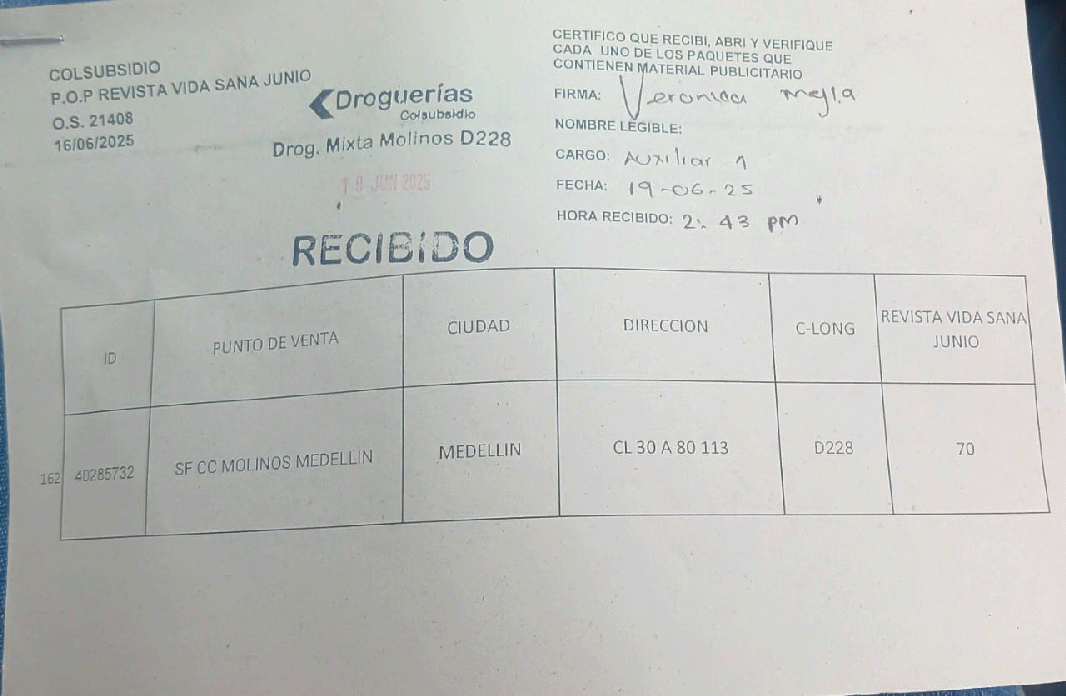 COLSUBSIDIO
P.O.P REVISTA VIDA SANA JUNIO
O.S. 21408
16/06/2025
Droguerías
Colsubsidio
Drog. Mixta Molinos D228
19 JUN 2025
RECIBIDO
CERTIFICO QUE RECIBI, ABRI Y VERIFIQUE
CADA UNO DE LOS PAQUETES QUE
CONTIENEN MATERIAL PUBLICITARIO
FIRMA: Veronica Mejia
NOMBRE LEGIBLE:
CARGO: Auxiliar 1
FECHA: 19-06-25
HORA RECIBIDO: 2:43 pm
ID PUNTO DE VENTA CIUDAD DIRECCION C-LONG REVISTA VIDA SANA
JUNIO
162 40285732 SF CC MOLINOS MEDELLIN MEDELLIN CL 30 A 80 113 D228 70